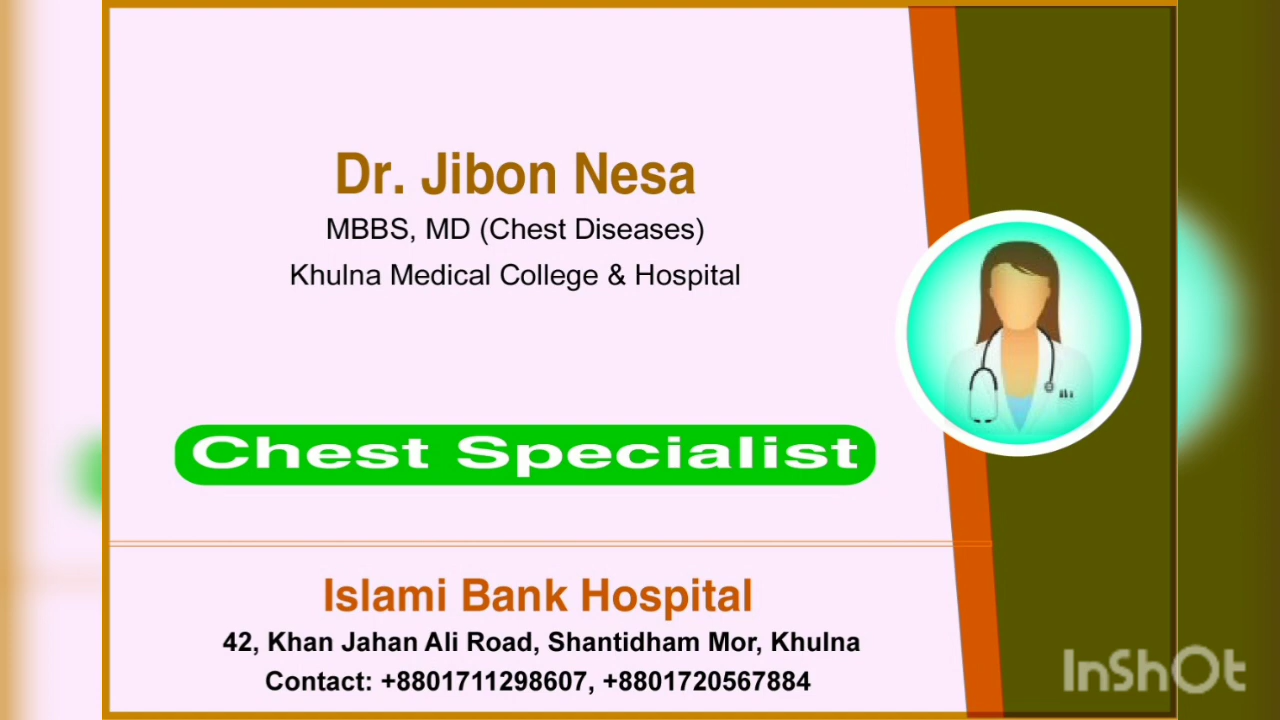 Dr. Jibon Nesa
MBBS, MD (Chest Diseases)
Khulna Medical College & Hospital
Chest Specialist
Islami Bank Hospital
42, Khan Jahan Ali Road, Shantidham Mor, Khulna
Contact: +8801711298607, +8801720567884
InShOt